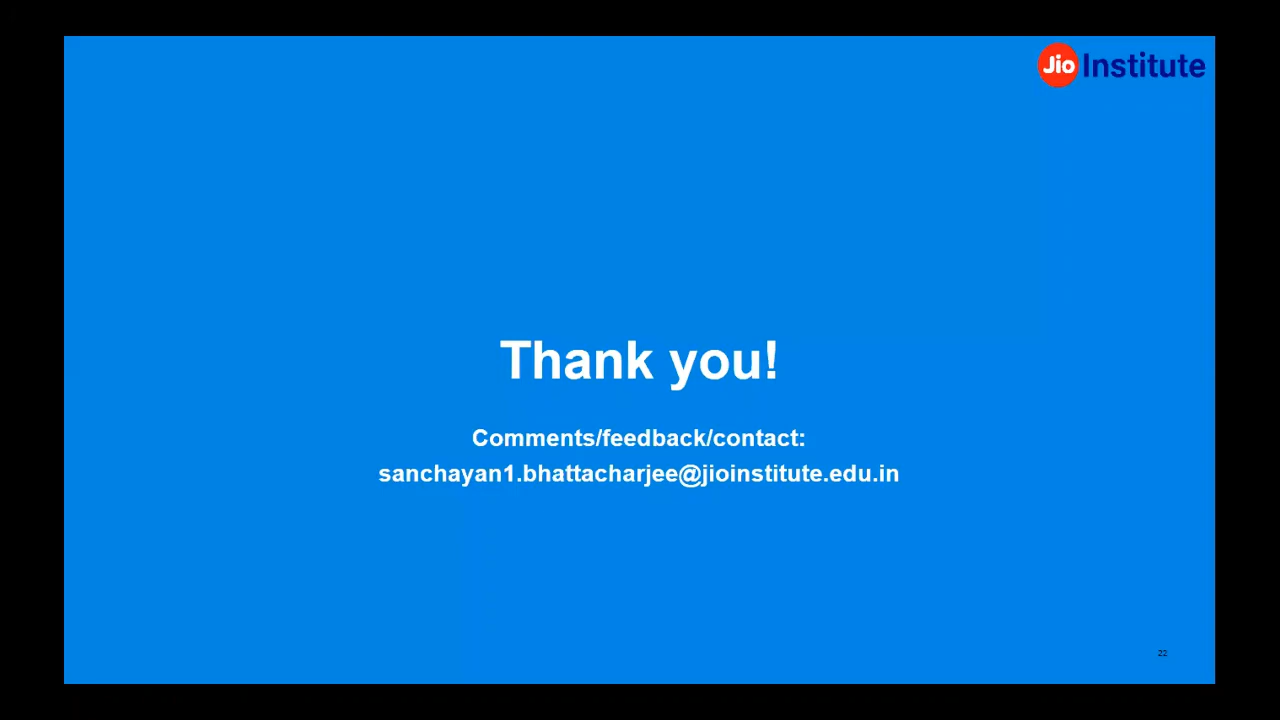 Jio Institute
Thank you!
Comments/feedback/contact:
sanchayan1.bhattacharjee@jioinstitute.edu.in
22